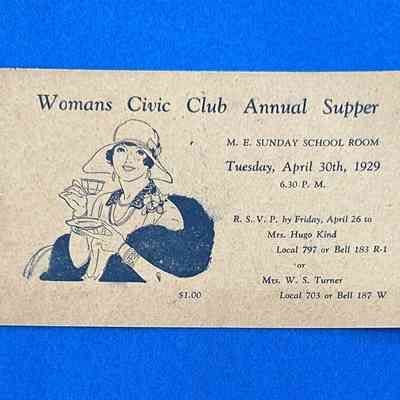 Womans Civic Club Annual Supper
M. E. SUNDAY SCHOOL ROOM
Tuesday, April 30th, 1929
6.30 P. M.
R. S. V. P. by Friday, April 26 to
Mrs. Hugo Kind
Local 797 or Bell 183 R-1
or
Mrs. W. S. Turner
Local 703 or Bell 187 W
$1.00